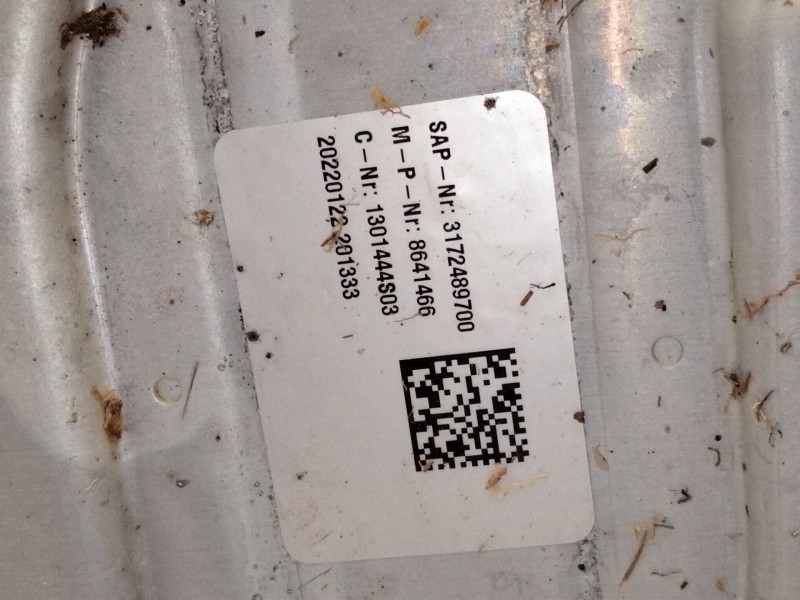 SAP – Nr: 3172489700
M – P – Nr: 8641466
C – Nr: 1301444S03
20220122 201333